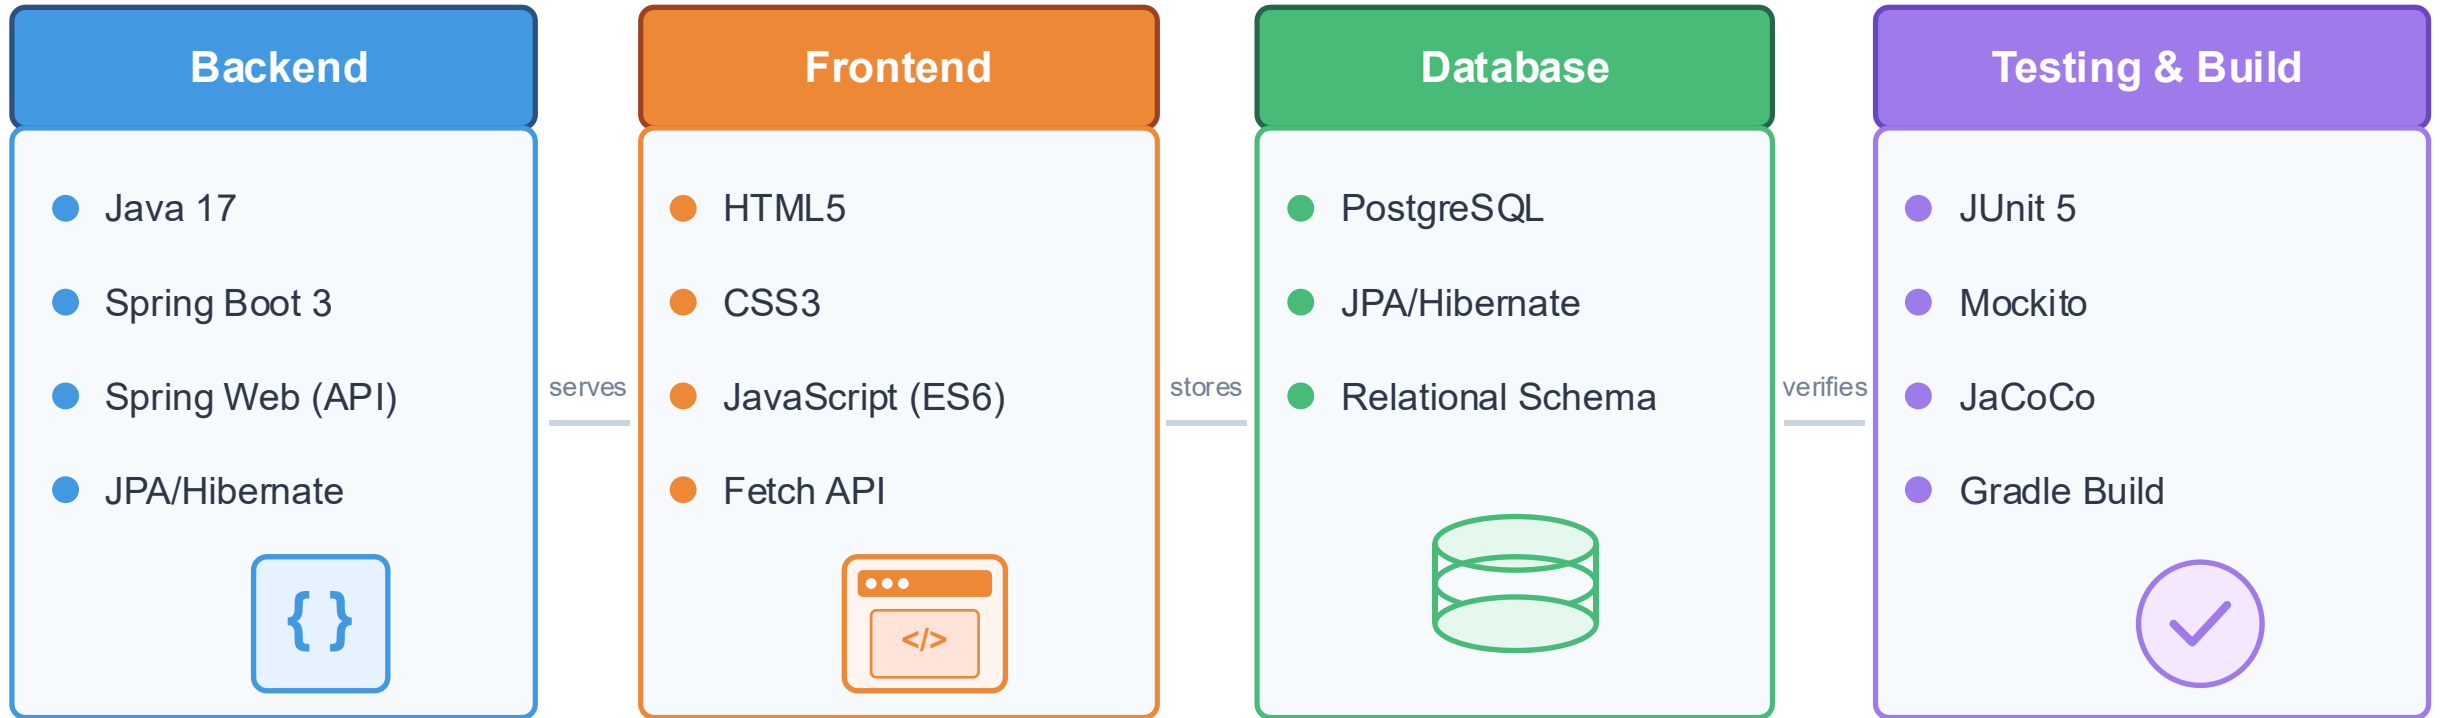 Backend
Java 17
Spring Boot 3
Spring Web (API)
JPA/Hibernate
{ }
serves
Frontend
HTML5
CSS3
JavaScript (ES6)
Fetch API
</>
stores
Database
PostgreSQL
JPA/Hibernate
Relational Schema
verifies
Testing & Build
JUnit 5
Mockito
JaCoCo
Gradle Build